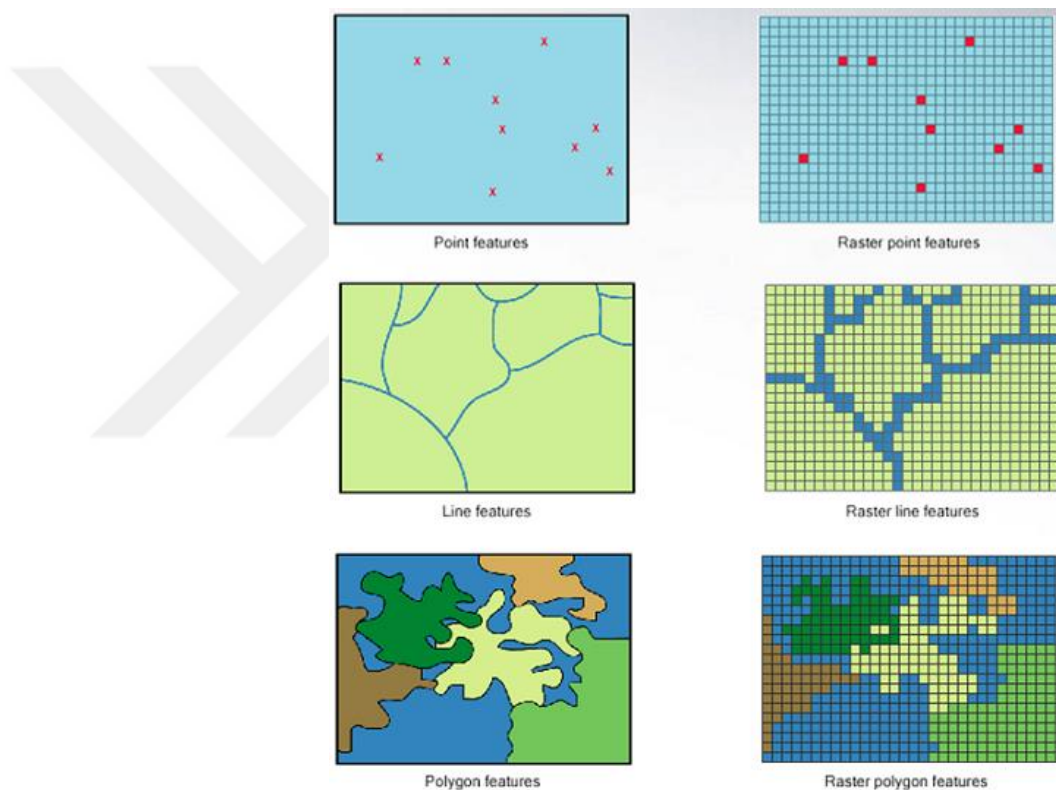 Point features
Raster point features
Line features
Raster line features
Polygon features
Raster polygon features